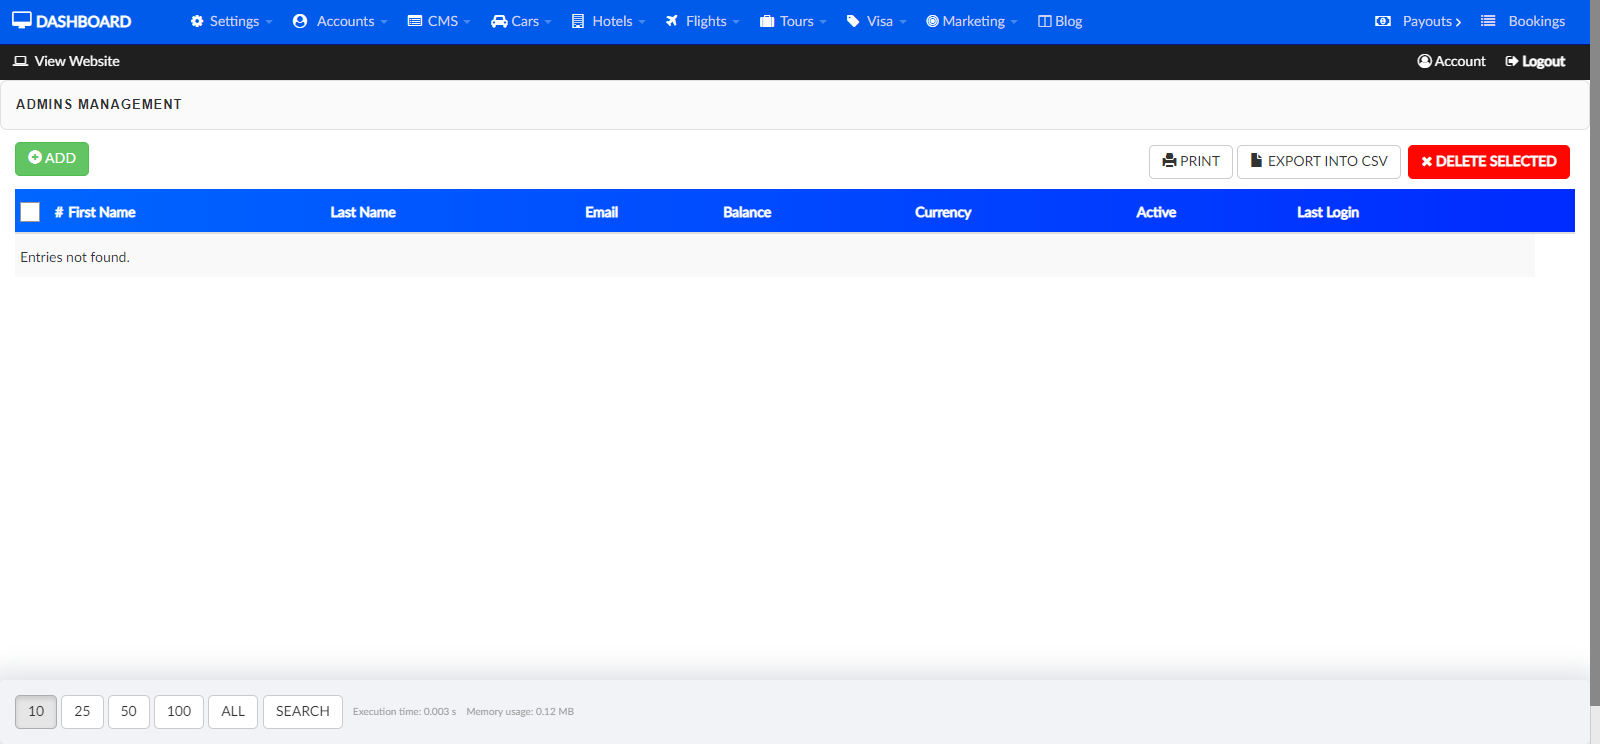 DASHBOARD Settings Accounts CMS Cars Hotels Flights Tours Visa Marketing Blog Payouts Bookings
View Website Account Logout
ADMINS MANAGEMENT
ADD PRINT EXPORT INTO CSV DELETE SELECTED
# First Name Last Name Email Balance Currency Active Last Login
Entries not found.
10 25 50 100 ALL SEARCH Execution time: 0.003 s Memory usage: 0.12 MB